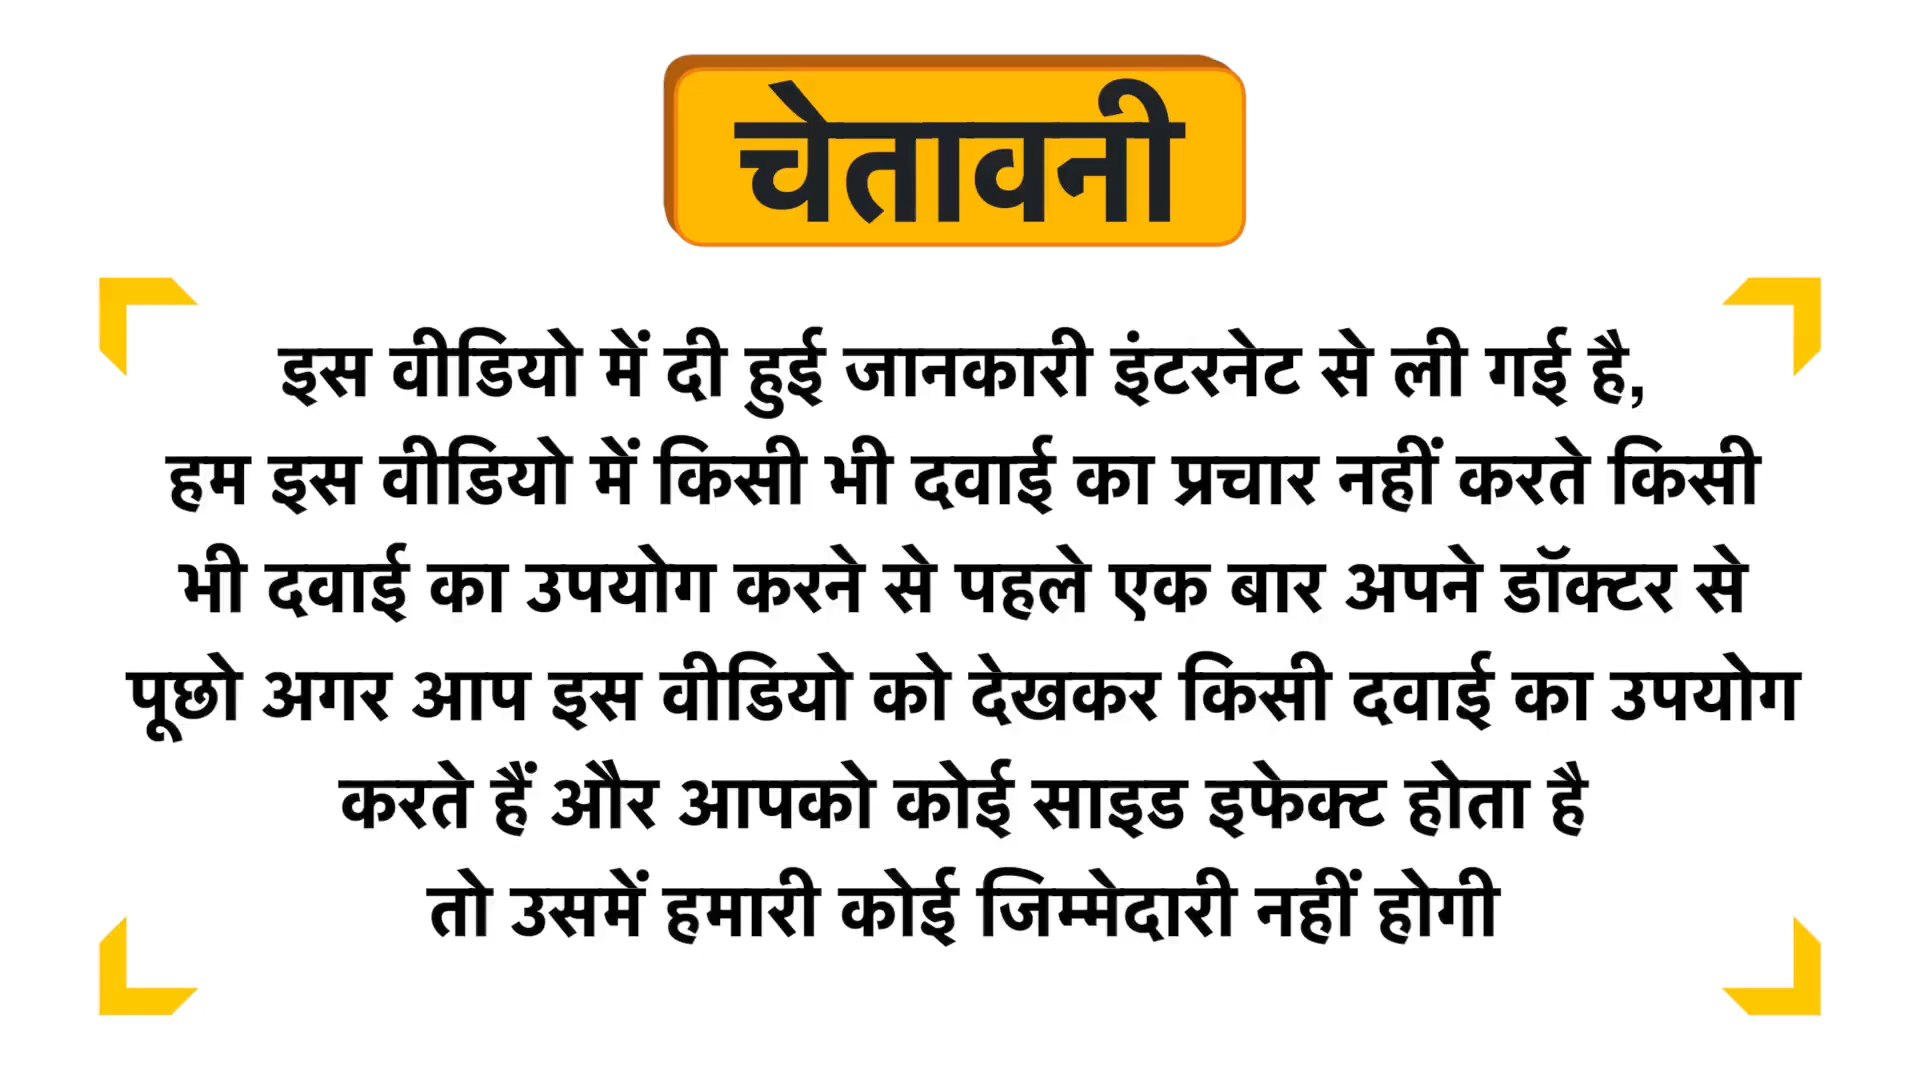 चेतावनी
इस वीडियो में दी हुई जानकारी इंटरनेट से ली गई है,
हम इस वीडियो में किसी भी दवाई का प्रचार नहीं करते किसी
भी दवाई का उपयोग करने से पहले एक बार अपने डॉक्टर से
पूछो अगर आप इस वीडियो को देखकर किसी दवाई का उपयोग
करते हैं और आपको कोई साइड इफेक्ट होता है
तो उसमें हमारी कोई जिम्मेदारी नहीं होगी